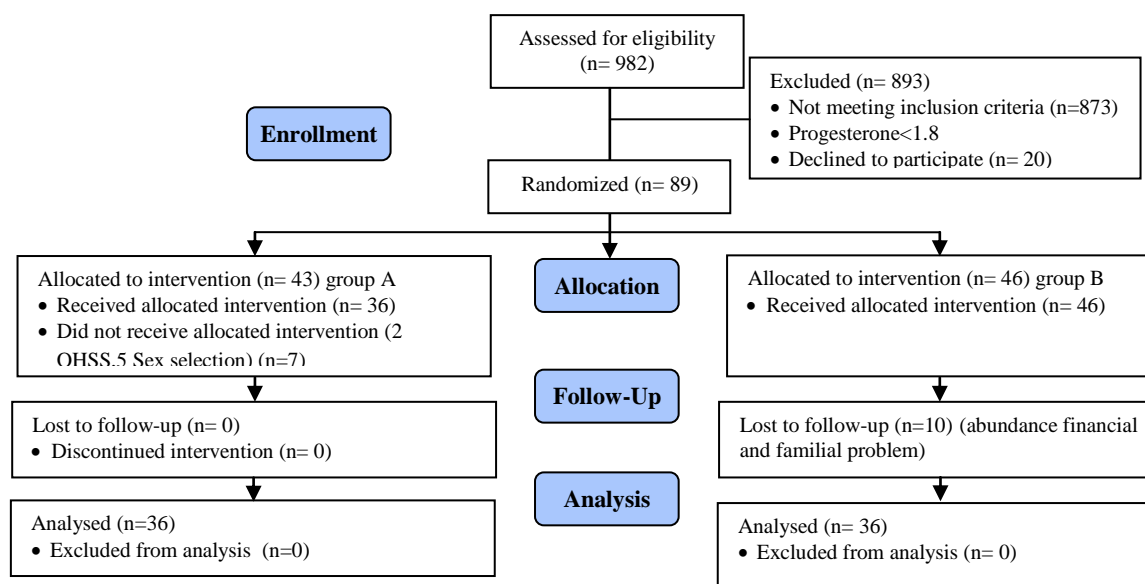 Assessed for eligibility
(n= 982)
Excluded (n= 893)
• Not meeting inclusion criteria (n=873)
• Progesterone<1.8
• Declined to participate (n= 20)
Enrollment
Randomized (n= 89)
Allocated to intervention (n= 43) group A
• Received allocated intervention (n= 36)
• Did not receive allocated intervention (2
OHSS.5 Sex selection) (n=7)
Allocation
Allocated to intervention (n= 46) group B
• Received allocated intervention (n= 46)
Follow-Up
Lost to follow-up (n= 0)
• Discontinued intervention (n= 0)
Lost to follow-up (n=10) (abundance financial
and familial problem)
Analysis
Analysed (n=36)
• Excluded from analysis (n=0)
Analysed (n= 36)
• Excluded from analysis (n= 0)